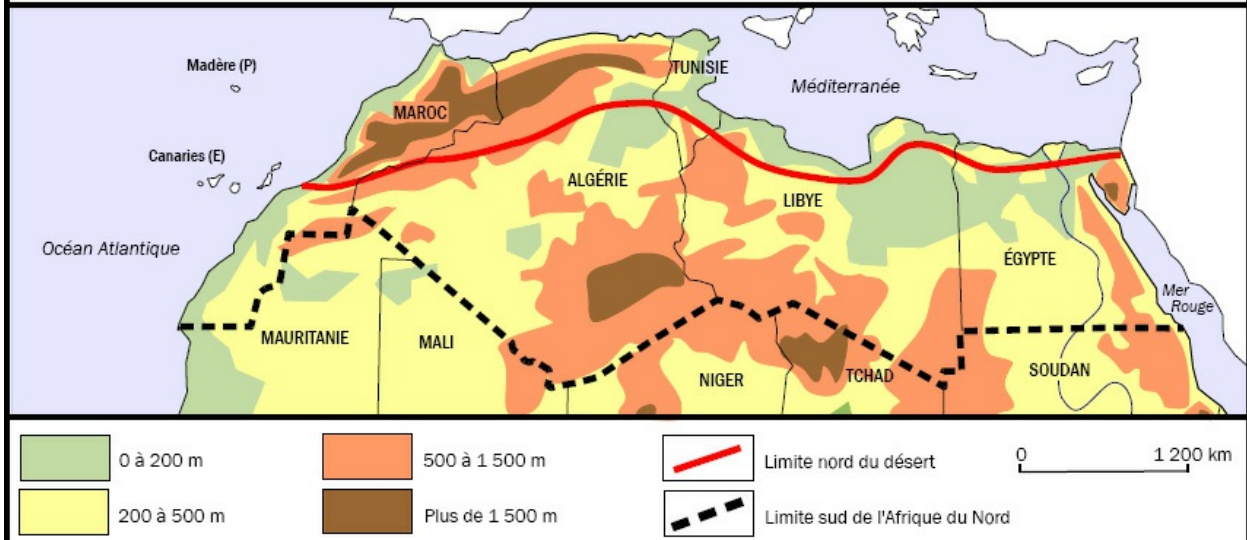 Madère (P)
TUNISIE
Méditerranée
MAROC
Canaries (E)
ALGÉRIE
LIBYE
Océan Atlantique
ÉGYPTE
Mer
Rouge
MAURITANIE
MALI
NIGER
TCHAD
SOUDAN
0 à 200 m
500 à 1 500 m
Limite nord du désert
0
1 200 km
200 à 500 m
Plus de 1 500 m
Limite sud de l'Afrique du Nord